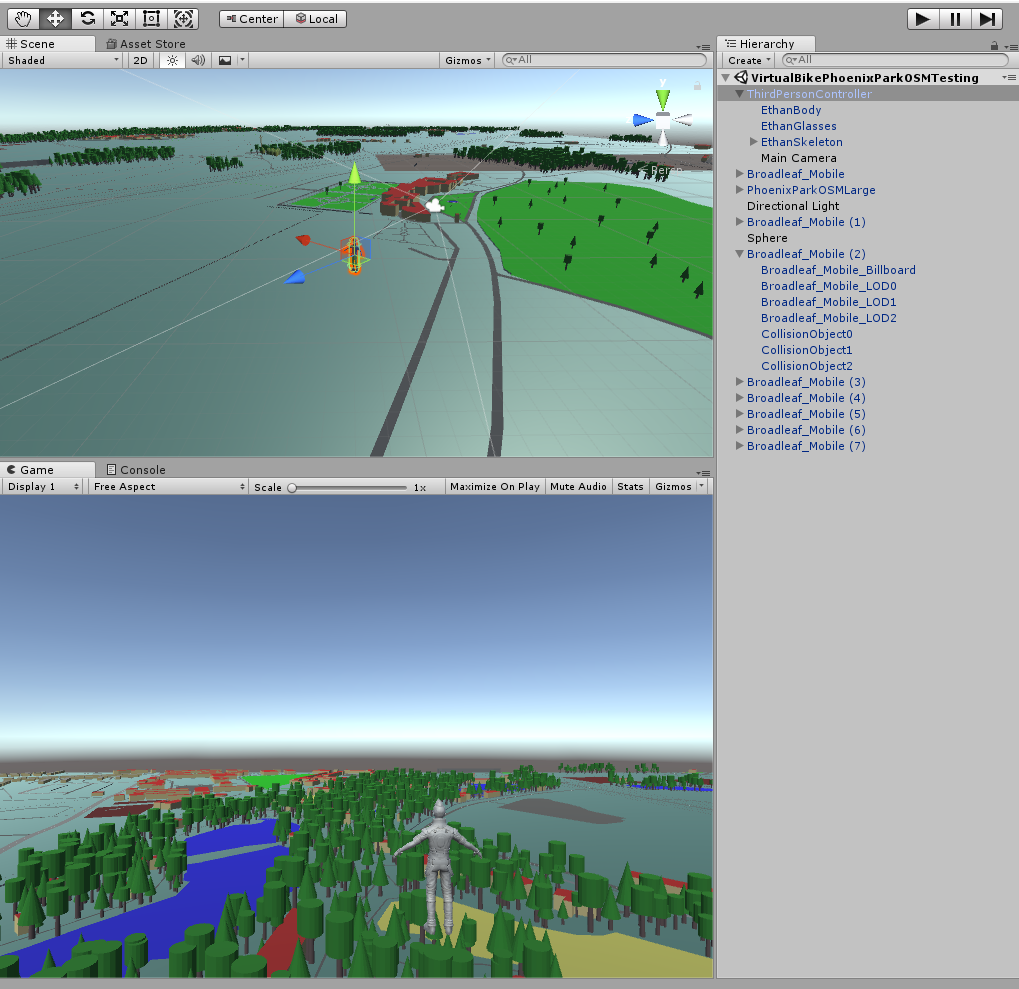 Center Local
Scene Asset Store
Shaded 2D Gizmos All
y
Persp
Game Console
Display 1 Free Aspect Scale 1x Maximize On Play Mute Audio Stats Gizmos
Hierarchy
Create All
VirtualBikePhoenixParkOSMTesting
ThirdPersonController
EthanBody
EthanGlasses
EthanSkeleton
Main Camera
Broadleaf_Mobile
PhoenixParkOSMLarge
Directional Light
Broadleaf_Mobile (1)
Sphere
Broadleaf_Mobile (2)
Broadleaf_Mobile_Billboard
Broadleaf_Mobile_LOD0
Broadleaf_Mobile_LOD1
Broadleaf_Mobile_LOD2
CollisionObject0
CollisionObject1
CollisionObject2
Broadleaf_Mobile (3)
Broadleaf_Mobile (4)
Broadleaf_Mobile (5)
Broadleaf_Mobile (6)
Broadleaf_Mobile (7)